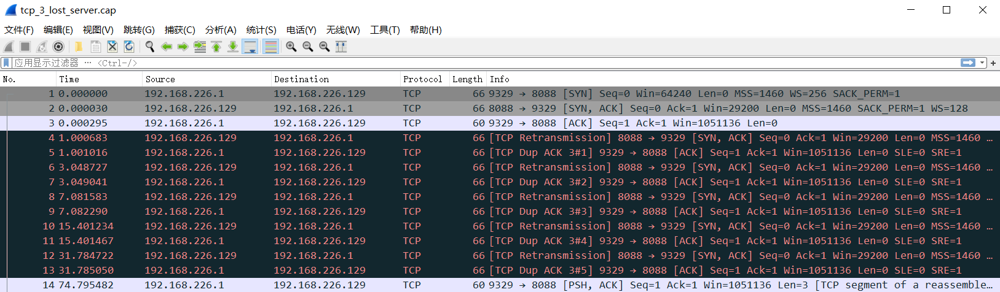 tcp_3_lost_server.cap
文件(F) 编辑(E) 视图(V) 跳转(G) 捕获(C) 分析(A) 统计(S) 电话(Y) 无线(W) 工具(T) 帮助(H)
应用显示过滤器 … <Ctrl-/>
No. Time Source Destination Protocol Length Info
1 0.000000 192.168.226.1 192.168.226.129 TCP 66 9329 → 8088 [SYN] Seq=0 Win=64240 Len=0 MSS=1460 WS=256 SACK_PERM=1
2 0.000030 192.168.226.129 192.168.226.1 TCP 66 8088 → 9329 [SYN, ACK] Seq=0 Ack=1 Win=29200 Len=0 MSS=1460 SACK_PERM=1 WS=128
3 0.000295 192.168.226.1 192.168.226.129 TCP 60 9329 → 8088 [ACK] Seq=1 Ack=1 Win=1051136 Len=0
4 1.000683 192.168.226.129 192.168.226.1 TCP 66 [TCP Retransmission] 8088 → 9329 [SYN, ACK] Seq=0 Ack=1 Win=29200 Len=0 MSS=1460 …
5 1.001016 192.168.226.1 192.168.226.129 TCP 66 [TCP Dup ACK 3#1] 9329 → 8088 [ACK] Seq=1 Ack=1 Win=1051136 Len=0 SLE=0 SRE=1
6 3.048727 192.168.226.129 192.168.226.1 TCP 66 [TCP Retransmission] 8088 → 9329 [SYN, ACK] Seq=0 Ack=1 Win=29200 Len=0 MSS=1460 …
7 3.049041 192.168.226.1 192.168.226.129 TCP 66 [TCP Dup ACK 3#2] 9329 → 8088 [ACK] Seq=1 Ack=1 Win=1051136 Len=0 SLE=0 SRE=1
8 7.081583 192.168.226.129 192.168.226.1 TCP 66 [TCP Retransmission] 8088 → 9329 [SYN, ACK] Seq=0 Ack=1 Win=29200 Len=0 MSS=1460 …
9 7.082290 192.168.226.1 192.168.226.129 TCP 66 [TCP Dup ACK 3#3] 9329 → 8088 [ACK] Seq=1 Ack=1 Win=1051136 Len=0 SLE=0 SRE=1
10 15.401234 192.168.226.129 192.168.226.1 TCP 66 [TCP Retransmission] 8088 → 9329 [SYN, ACK] Seq=0 Ack=1 Win=29200 Len=0 MSS=1460 …
11 15.401467 192.168.226.1 192.168.226.129 TCP 66 [TCP Dup ACK 3#4] 9329 → 8088 [ACK] Seq=1 Ack=1 Win=1051136 Len=0 SLE=0 SRE=1
12 31.784722 192.168.226.129 192.168.226.1 TCP 66 [TCP Retransmission] 8088 → 9329 [SYN, ACK] Seq=0 Ack=1 Win=29200 Len=0 MSS=1460 …
13 31.785050 192.168.226.1 192.168.226.129 TCP 66 [TCP Dup ACK 3#5] 9329 → 8088 [ACK] Seq=1 Ack=1 Win=1051136 Len=0 SLE=0 SRE=1
14 74.795482 192.168.226.1 192.168.226.129 TCP 60 9329 → 8088 [PSH, ACK] Seq=1 Ack=1 Win=1051136 Len=3 [TCP segment of a reassemble…